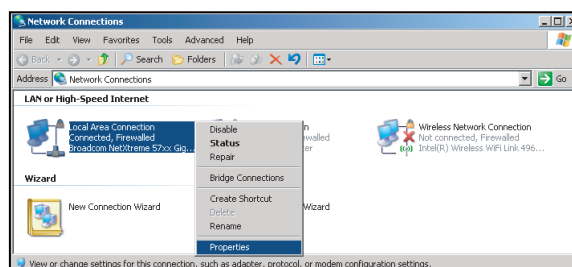 Network Connections
File Edit View Favorites Tools Advanced Help
Back Search Folders
Address Network Connections Go
LAN or High-Speed Internet
Local Area Connection
Connected, Firewalled
Broadcom NetXtreme 57xx Gig...
Disable
Status
Repair
Bridge Connections
Create Shortcut
Delete
Rename
Properties
Wireless Network Connection
Not connected, Firewalled
Intel(R) Wireless WiFi Link 496...
Wizard
New Connection Wizard
Wizard
View or change settings for this connection, such as adapter, protocol, or modem configuration settings.